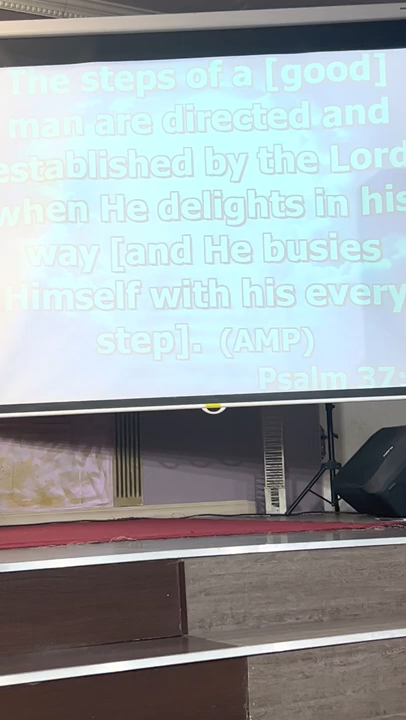 The steps of a [good]
man are directed and
established by the Lord
when He delights in his
way [and He busies
Himself with his every
step]. (AMP)
Psalm 37: